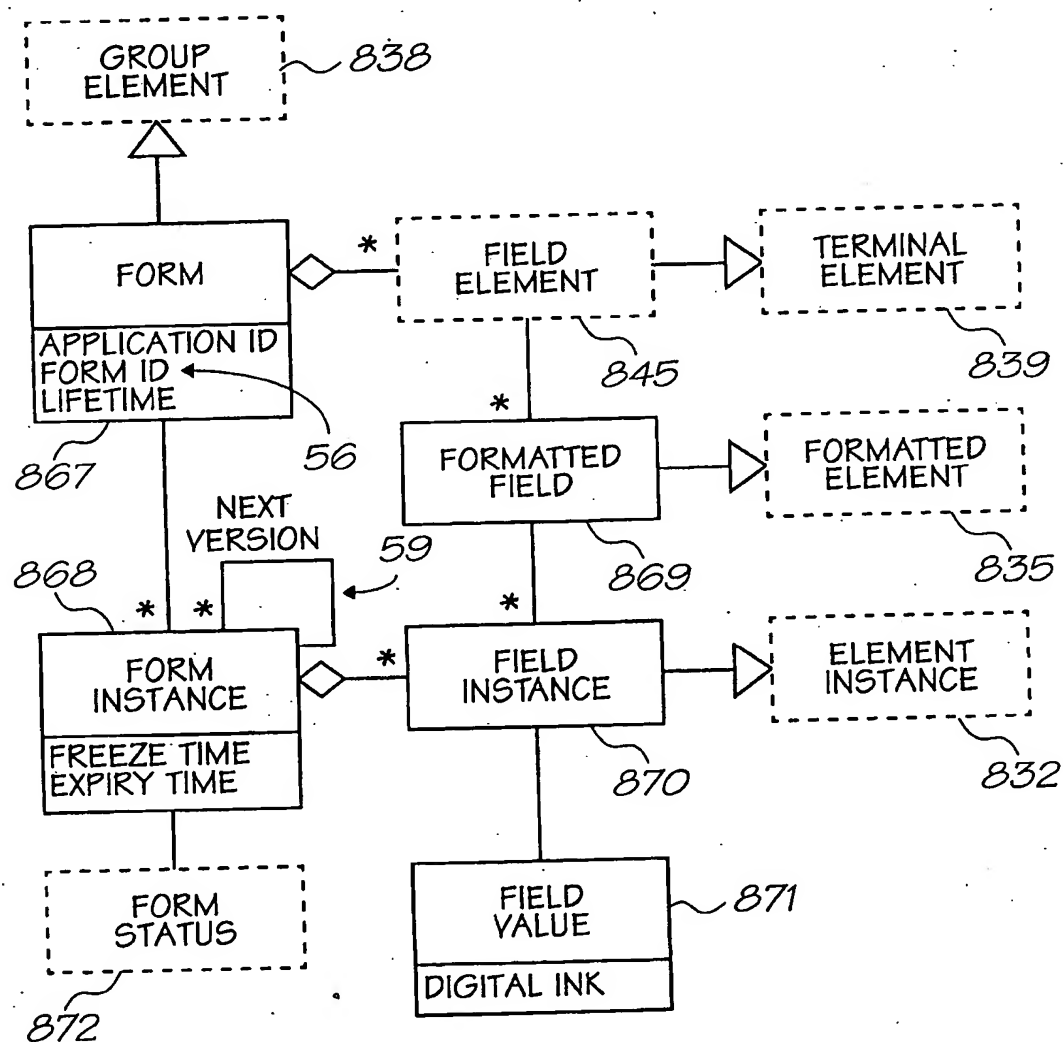 GROUP
ELEMENT
838
FORM
APPLICATION ID
FORM ID
LIFETIME
867
56
*
FIELD
ELEMENT
845
TERMINAL
ELEMENT
839
*
FORMATTED
FIELD
869
FORMATTED
ELEMENT
835
NEXT
VERSION
59
868
*
*
FORM
INSTANCE
FREEZE TIME
EXPIRY TIME
*
*
FIELD
INSTANCE
870
ELEMENT
INSTANCE
832
FORM
STATUS
872
FIELD
VALUE
DIGITAL INK
871